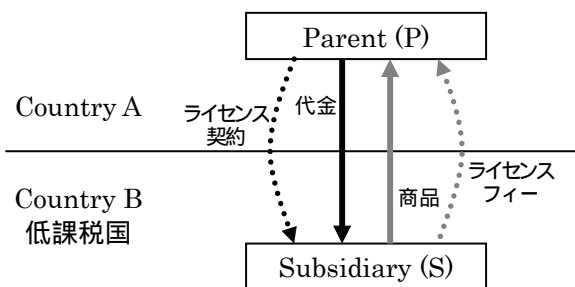 Parent (P)
Country A
ライセンス
契約
代金
Country B
低課税国
商品
ライセンス
フィー
Subsidiary (S)